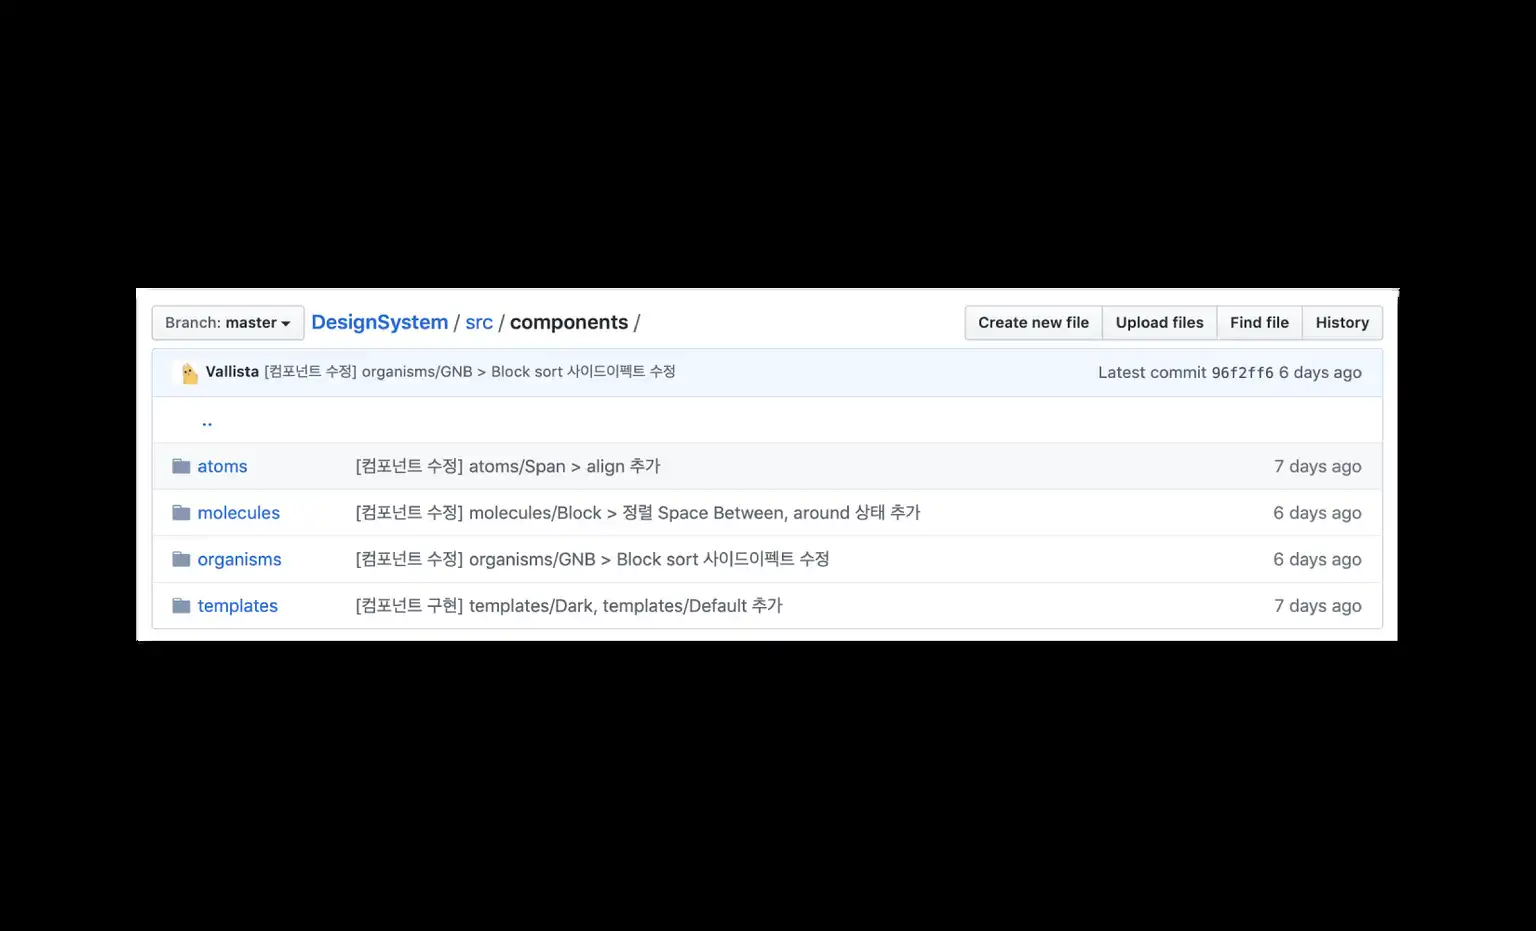 Branch: master DesignSystem / src / components / Create new file Upload files Find file History
Vallista [컴포넌트 수정] organisms/GNB > Block sort 사이드이펙트 수정 Latest commit 96f2ff6 6 days ago
..
atoms [컴포넌트 수정] atoms/Span > align 추가 7 days ago
molecules [컴포넌트 수정] molecules/Block > 정렬 Space Between, around 상태 추가 6 days ago
organisms [컴포넌트 수정] organisms/GNB > Block sort 사이드이펙트 수정 6 days ago
templates [컴포넌트 구현] templates/Dark, templates/Default 추가 7 days ago